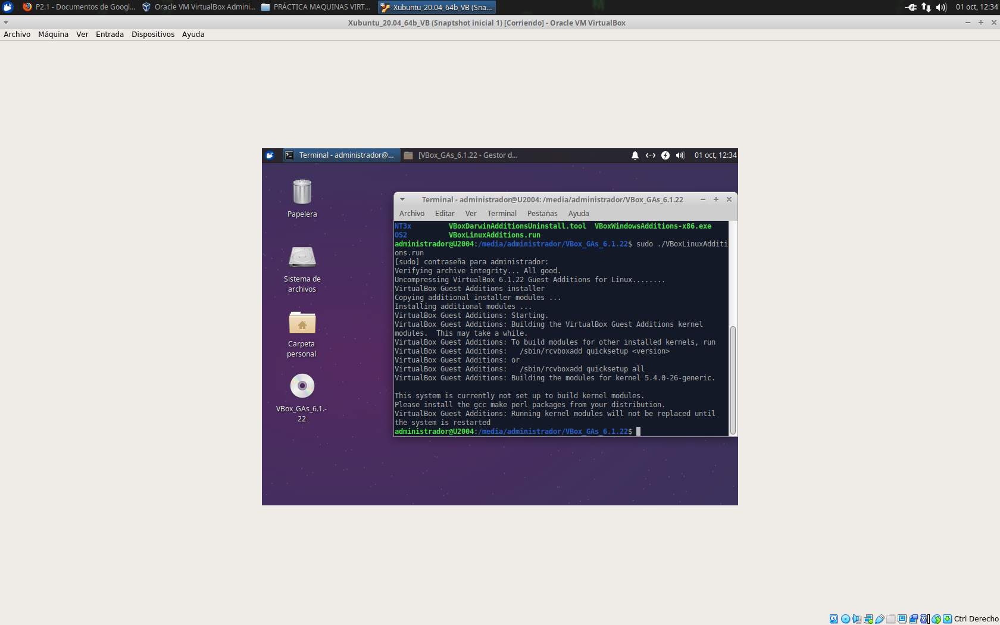 P2.1 - Documentos de Googl...
Oracle VM VirtualBox Admini...
PRÁCTICA MAQUINAS VIRT...
Xubuntu_20.04_64b_VB (Sna...
01 oct, 12:34
Xubuntu_20.04_64b_VB (Snaptshot inicial 1) [Corriendo] - Oracle VM VirtualBox
Archivo Máquina Ver Entrada Dispositivos Ayuda
Terminal - administrador@...
[VBox_GAs_6.1.22 - Gestor d...
01 oct, 12:34
Papelera
Sistema de
archivos
Carpeta
personal
VBox_GAs_6.1.-
22
Terminal - administrador@U2004: /media/administrador/VBox_GAs_6.1.22
Archivo Editar Ver Terminal Pestañas Ayuda
NT3x VBoxDarwinAdditionsUninstall.tool VBoxWindowsAdditions-x86.exe
OS2 VBoxLinuxAdditions.run
administrador@U2004:/media/administrador/VBox_GAs_6.1.22$ sudo ./VBoxLinuxAdditi
ons.run
[sudo] contraseña para administrador:
Verifying archive integrity... All good.
Uncompressing VirtualBox 6.1.22 Guest Additions for Linux........
VirtualBox Guest Additions installer
Copying additional installer modules ...
Installing additional modules ...
VirtualBox Guest Additions: Starting.
VirtualBox Guest Additions: Building the VirtualBox Guest Additions kernel
modules.  This may take a while.
VirtualBox Guest Additions: To build modules for other installed kernels, run
VirtualBox Guest Additions:   /sbin/rcvboxadd quicksetup <version>
VirtualBox Guest Additions: or
VirtualBox Guest Additions:   /sbin/rcvboxadd quicksetup all
VirtualBox Guest Additions: Building the modules for kernel 5.4.0-26-generic.
This system is currently not set up to build kernel modules.
Please install the gcc make perl packages from your distribution.
VirtualBox Guest Additions: Running kernel modules will not be replaced until
the system is restarted
administrador@U2004:/media/administrador/VBox_GAs_6.1.22$
Ctrl Derecho